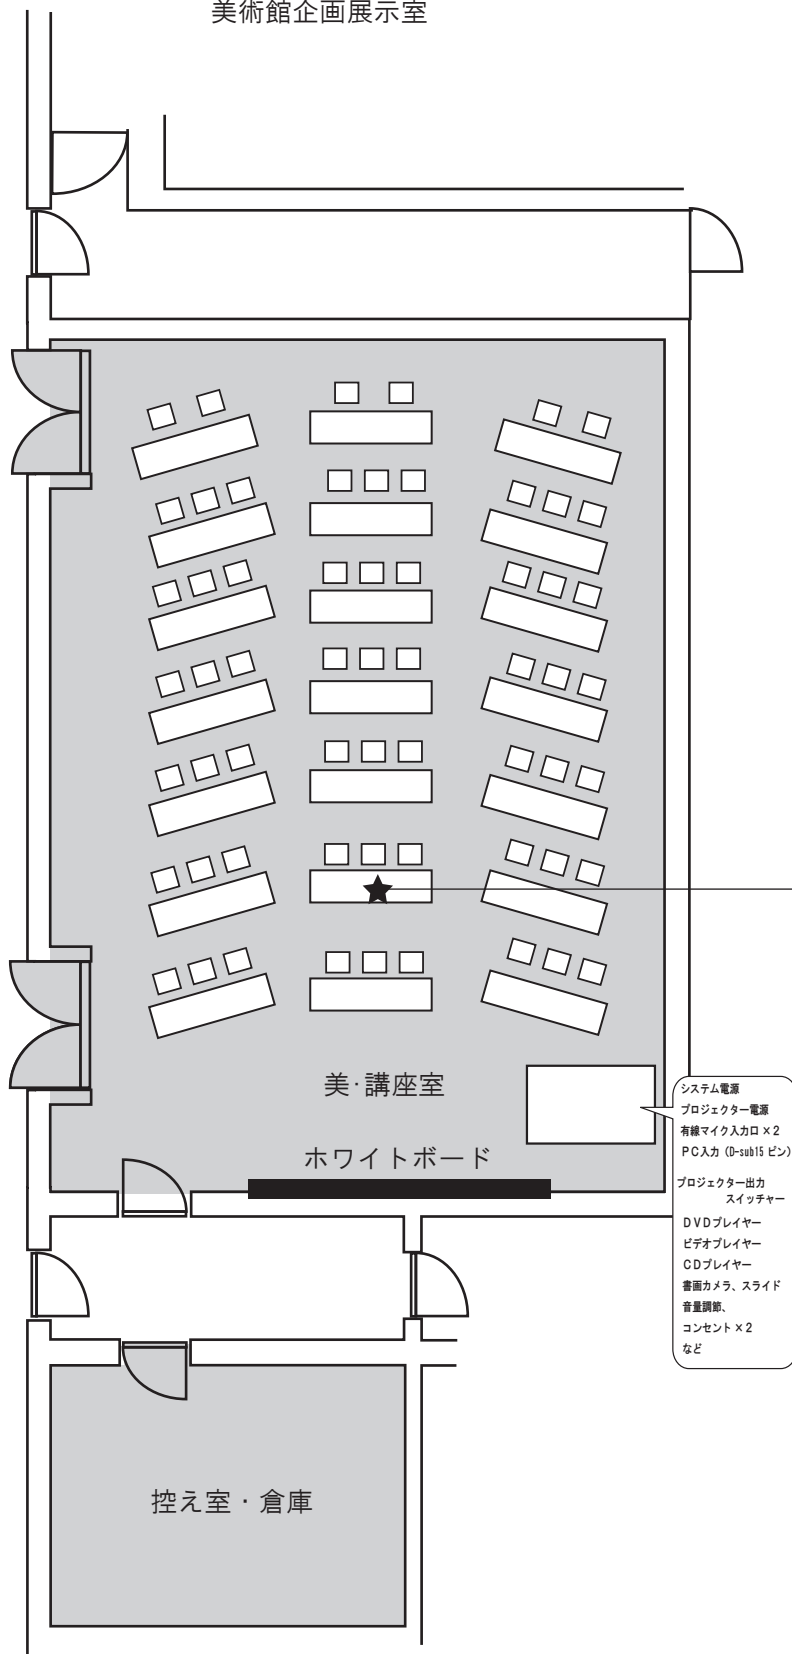 美術館企画展示室
美・講座室
ホワイトボード
システム電源
プロジェクター電源
有線マイク入力口×2
PC入力（D-sub15ピン）
プロジェクター出力
スイッチャー
DVDプレイヤー
ビデオプレイヤー
CDプレイヤー
書画カメラ、スライド
音量調節、
コンセント×2
など
控え室・倉庫